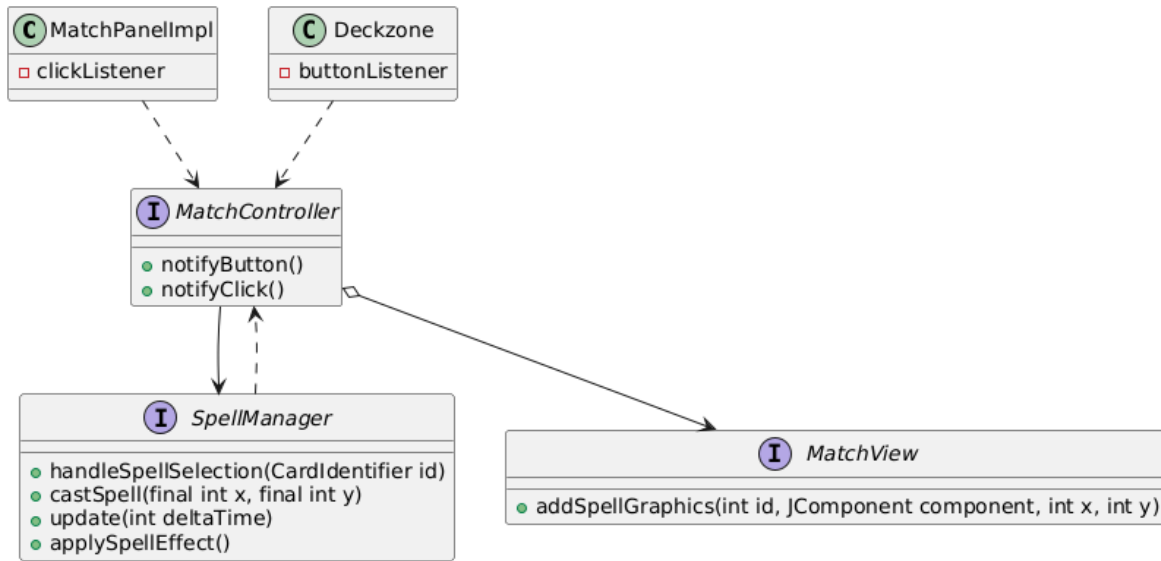 C MatchPanelImpl
clickListener
C Deckzone
buttonListener
I MatchController
notifyButton()
notifyClick()
I SpellManager
handleSpellSelection(CardIdentifier id)
castSpell(final int x, final int y)
update(int deltaTime)
applySpellEffect()
I MatchView
addSpellGraphics(int id, JComponent component, int x, int y)